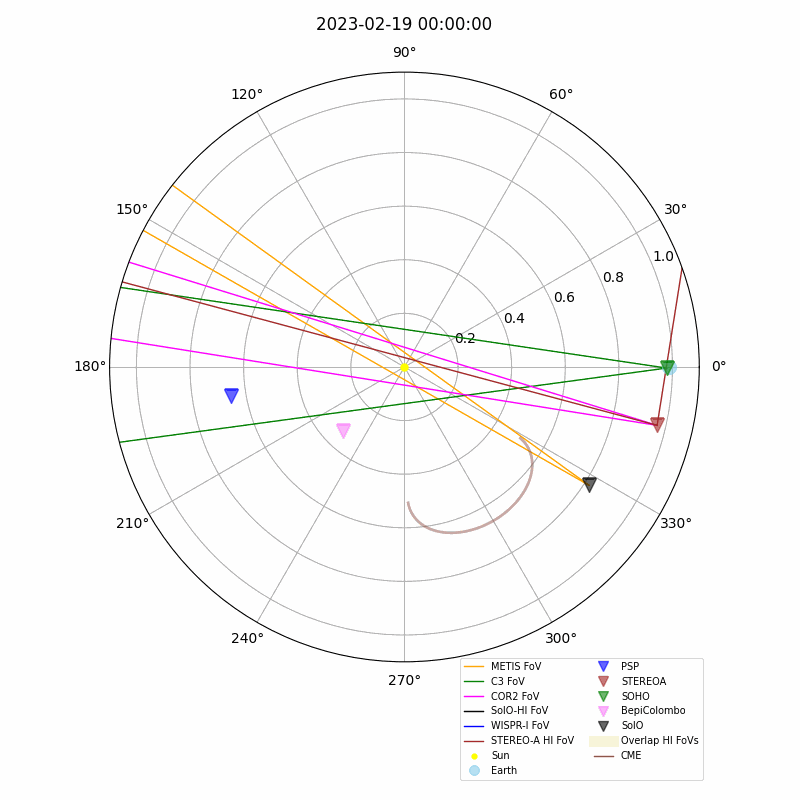 2023-02-19 00:00:00
90°
120°
60°
150°
30°
1.0
0.8
0.6
0.4
0.2
180°
0°
210°
330°
240°
300°
270°
METIS FoV
C3 FoV
COR2 FoV
SolO-HI FoV
WISPR-I FoV
STEREO-A HI FoV
Sun
Earth
PSP
STEREOA
SOHO
BepiColombo
SolO
Overlap HI FoVs
CME